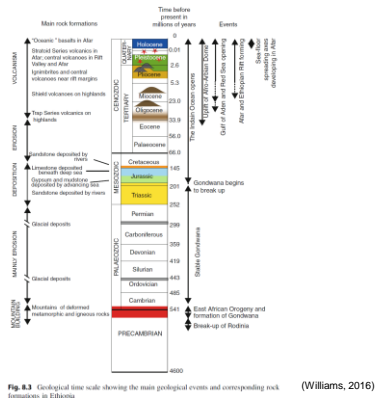 Main rock formations
Time before
present in
millions of years
Events
VOLCANISM
EROSION
DEPOSITION
MAINLY EROSION
MOUNTAIN
BUILDING
"Oceanic" basalts in Afar
Stratoid Series volcanics in
Afar; central volcanoes in Rift
Valley and Afar
Ignimbrites and central
volcanoes near rift margins
Shield volcanoes on highlands
Trap Series volcanics on
highlands
Sandstone deposited by
rivers
Limestone deposited
beneath deep sea
Gypsum and mudstone
deposited by advancing sea
Sandstone deposited by rivers
Glacial deposits
Glacial deposits
Mountains of deformed
metamorphic and igneous rocks
CENOZOIC
MESOZOIC
PALAEOZOIC
QUATERNARY
TERTIARY
Holocene
Pleistocene
Pliocene
Miocene
Oligocene
Eocene
Palaeocene
Cretaceous
Jurassic
Triassic
Permian
Carboniferous
Devonian
Silurian
Ordovician
Cambrian
PRECAMBRIAN
0
0.01
2.6
5.3
23.0
33.9
56.0
66.0
145
201
252
299
359
419
443
485
541
4600
The Indian Ocean opens
Uplift of Afro-Arabian Dome
Gulf of Aden and Red Sea opening
Afar and Ethiopian Rift forming
Sea-floor
spreading axes
developing in Afar
Gondwana begins
to break up
Stable Gondwana
East African Orogeny and
formation of Gondwana
Break-up of Rodinia
Fig. 8.3 Geological time scale showing the main geological events and corresponding rock
formations in Ethiopia
(Williams, 2016)